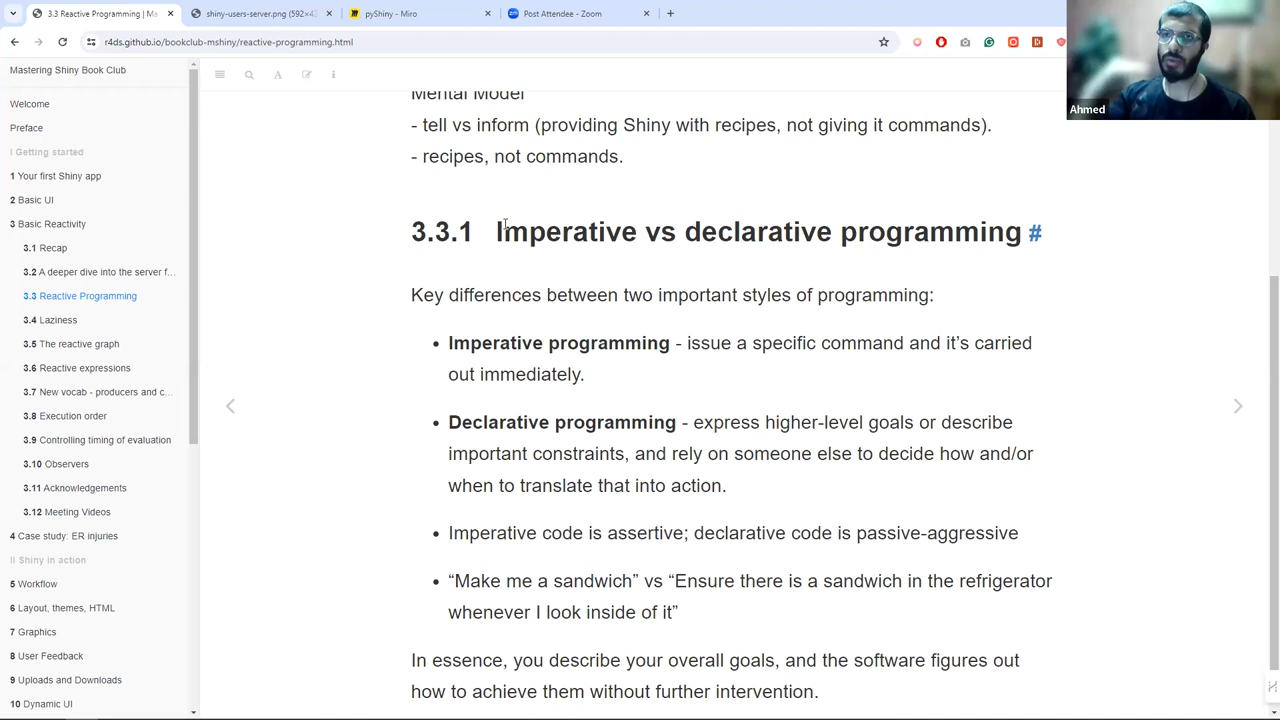 3.3 Reactive Programming | Ma
shiny-users-server.png (592×4
pyShiny - Miro
Post Attendee - Zoom
r4ds.github.io/bookclub-mshiny/reactive-programming.html
Ahmed
Mastering Shiny Book Club
Welcome
Preface
I Getting started
1 Your first Shiny app
2 Basic UI
3 Basic Reactivity
3.1 Recap
3.2 A deeper dive into the server f...
3.3 Reactive Programming
3.4 Laziness
3.5 The reactive graph
3.6 Reactive expressions
3.7 New vocab - producers and c...
3.8 Execution order
3.9 Controlling timing of evaluation
3.10 Observers
3.11 Acknowledgements
3.12 Meeting Videos
4 Case study: ER injuries
II Shiny in action
5 Workflow
6 Layout, themes, HTML
7 Graphics
8 User Feedback
9 Uploads and Downloads
10 Dynamic UI
Mental Model
- tell vs inform (providing Shiny with recipes, not giving it commands).
- recipes, not commands.
3.3.1 Imperative vs declarative programming #
Key differences between two important styles of programming:
• Imperative programming - issue a specific command and it’s carried
out immediately.
• Declarative programming - express higher-level goals or describe
important constraints, and rely on someone else to decide how and/or
when to translate that into action.
• Imperative code is assertive; declarative code is passive-aggressive
• “Make me a sandwich” vs “Ensure there is a sandwich in the refrigerator
whenever I look inside of it”
In essence, you describe your overall goals, and the software figures out
how to achieve them without further intervention.